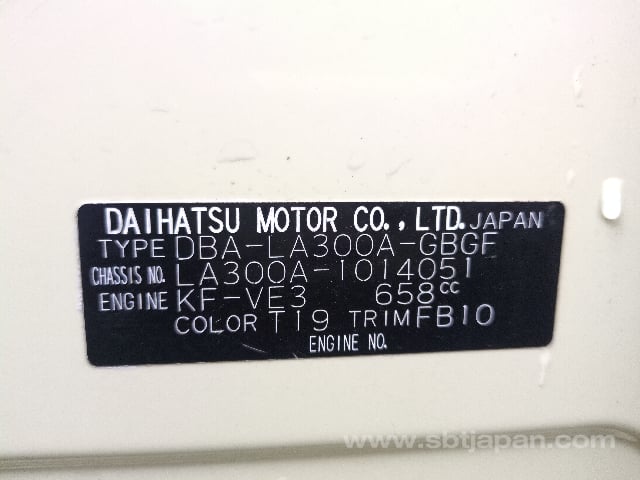 DAIHATSU MOTOR CO., LTD. JAPAN
TYPE DBA-LA300A-GBGF
CHASSIS NO. LA300A-1014051
ENGINE KF-VE3 658cc
COLOR T19 TRIM FB10
ENGINE NO.
www.sbtjapan.com